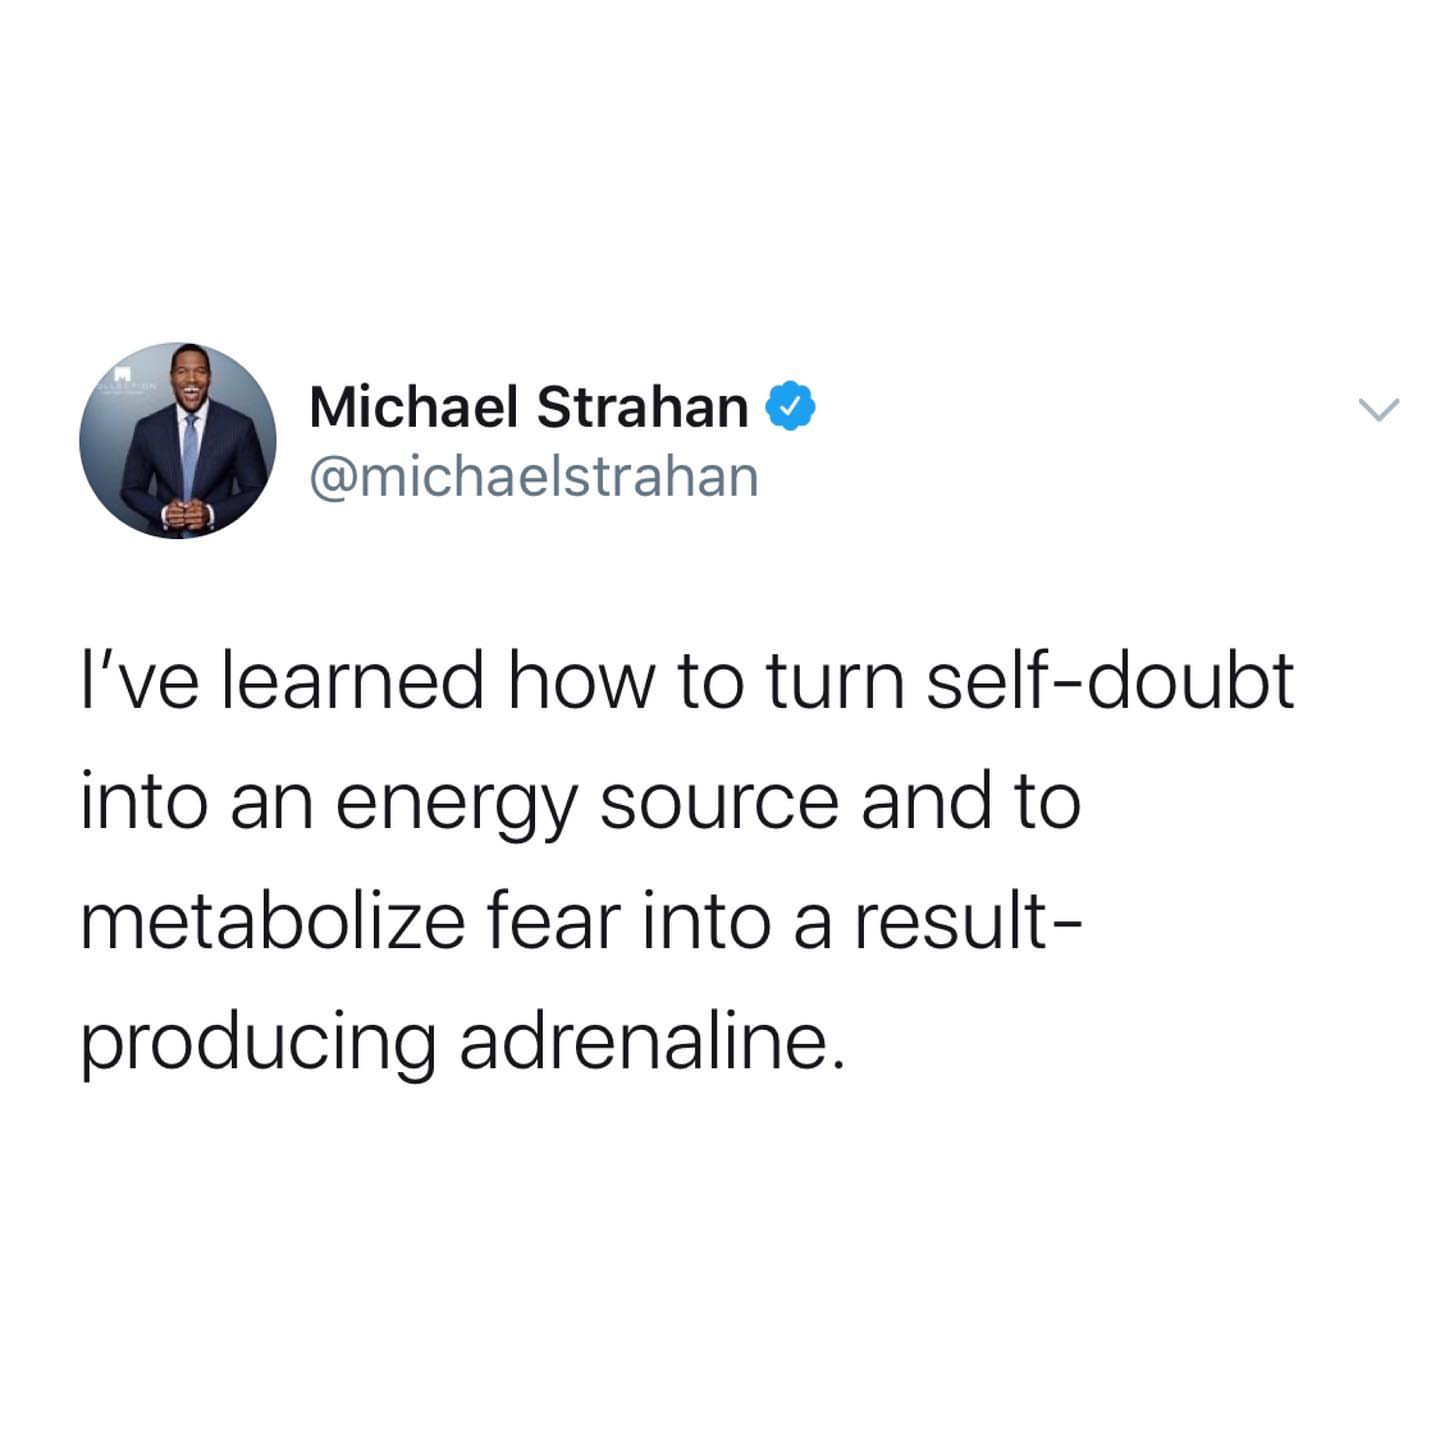 Michael Strahan
@michaelstrahan
I’ve learned how to turn self-doubt
into an energy source and to
metabolize fear into a result-
producing adrenaline.